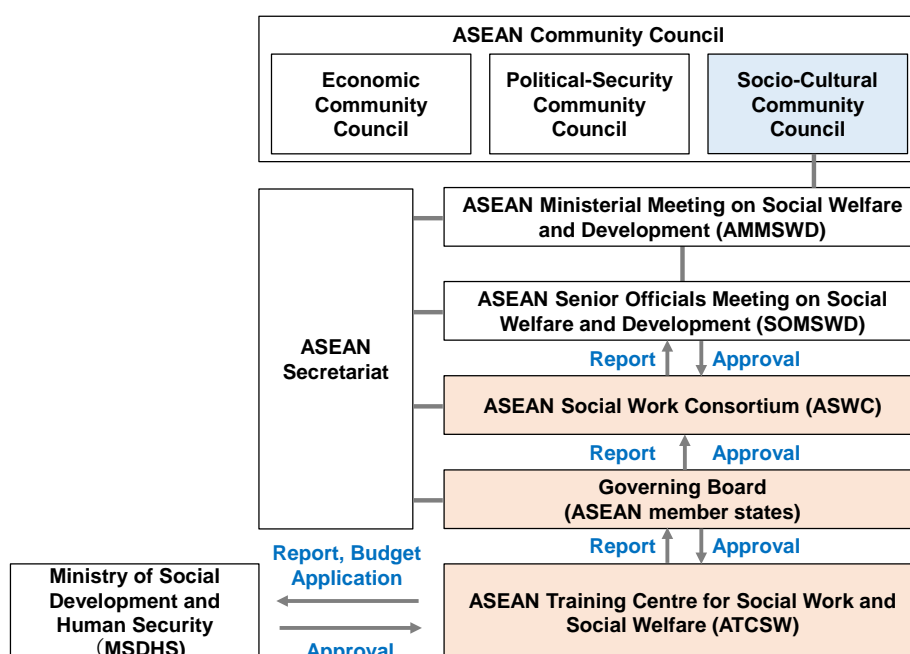 ASEAN Community Council
Economic
Community
Council
Political-Security
Community
Council
Socio-Cultural
Community
Council
ASEAN Ministerial Meeting on Social Welfare
and Development (AMMSWD)
ASEAN Senior Officials Meeting on Social
Welfare and Development (SOMSWD)
ASEAN
Secretariat
Report
Approval
ASEAN Social Work Consortium (ASWC)
Report
Approval
Governing Board
(ASEAN member states)
Report
Approval
Report, Budget
Application
Ministry of Social
Development and
Human Security
(MSDHS)
ASEAN Training Centre for Social Work and
Social Welfare (ATCSW)
Approval